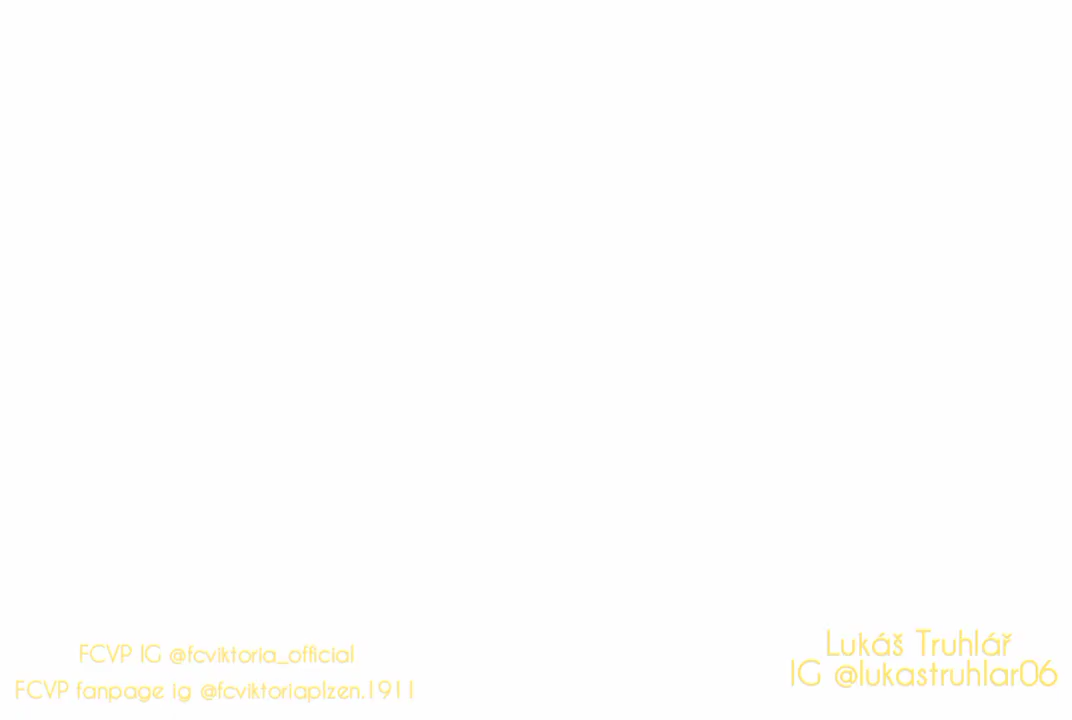 FCVP IG @fcviktoria_official
FCVP fanpage ig @fcviktoriaplzen.1911
Lukáš Truhlář
IG @lukastruhlar06